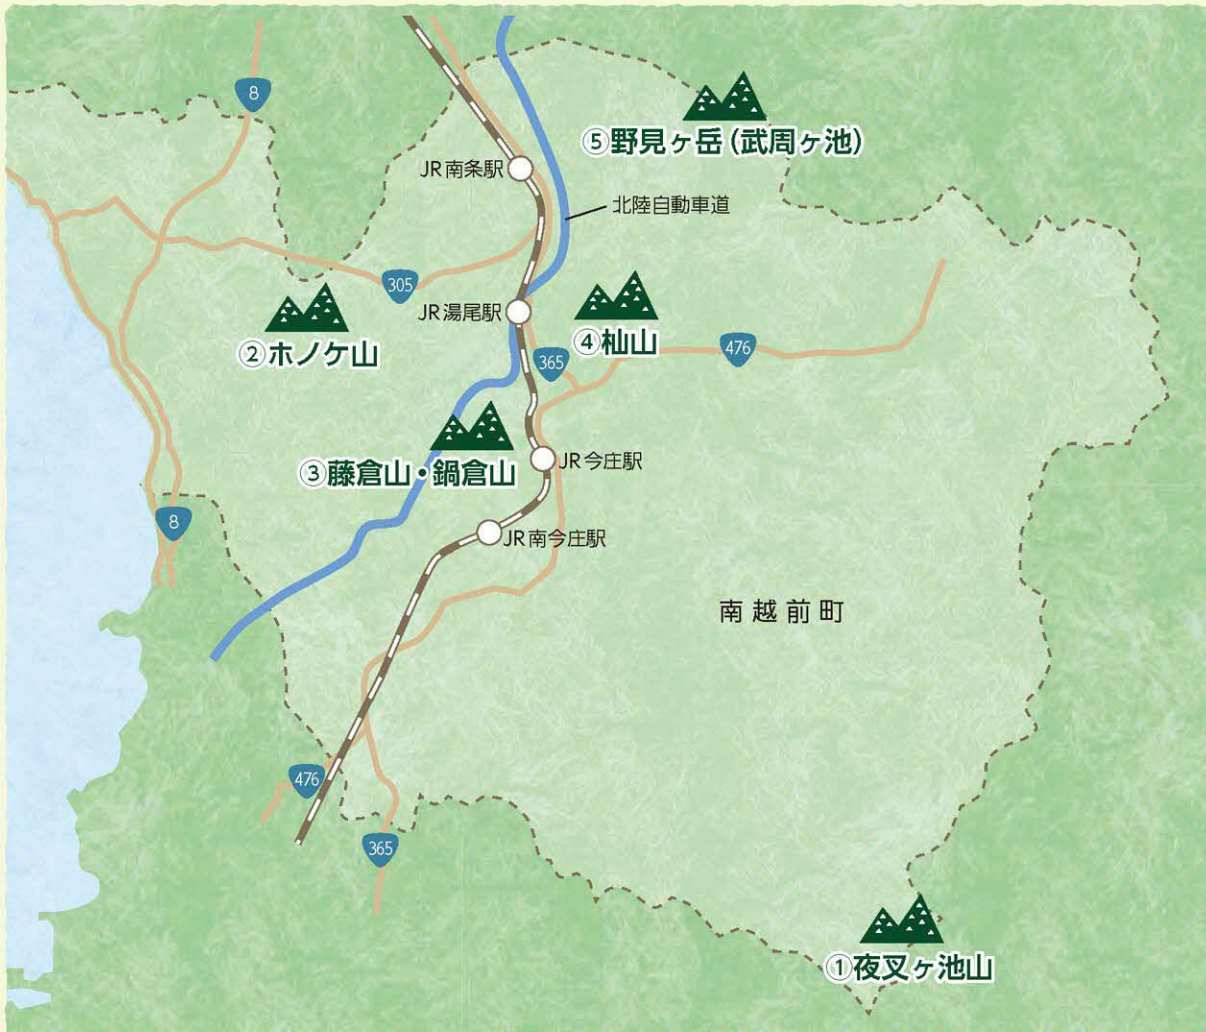 8
⑤野見ヶ岳(武周ヶ池)
JR南条駅
北陸自動車道
305
JR湯尾駅
②ホノケ山
④杣山
476
365
③藤倉山・鍋倉山
JR今庄駅
8
JR南今庄駅
南越前町
476
365
①夜叉ヶ池山